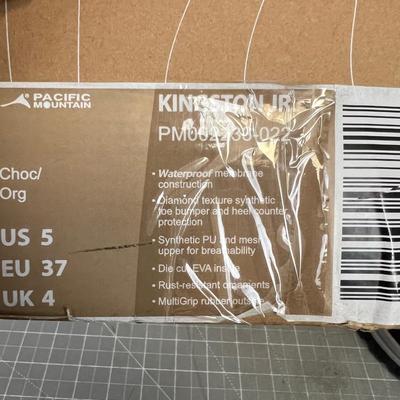 PACIFIC
MOUNTAIN
KINGSTON JR
Choc/
Org
US 5
EU 37
UK 4
• Waterproof membrane
construction
• Diamond texture synthetic
toe bumper and heel counter
protection
• Synthetic PU and mesh
upper for breathability
• Die cut EVA insole
• Rust-resistant ornaments
• MultiGrip rubber outsole